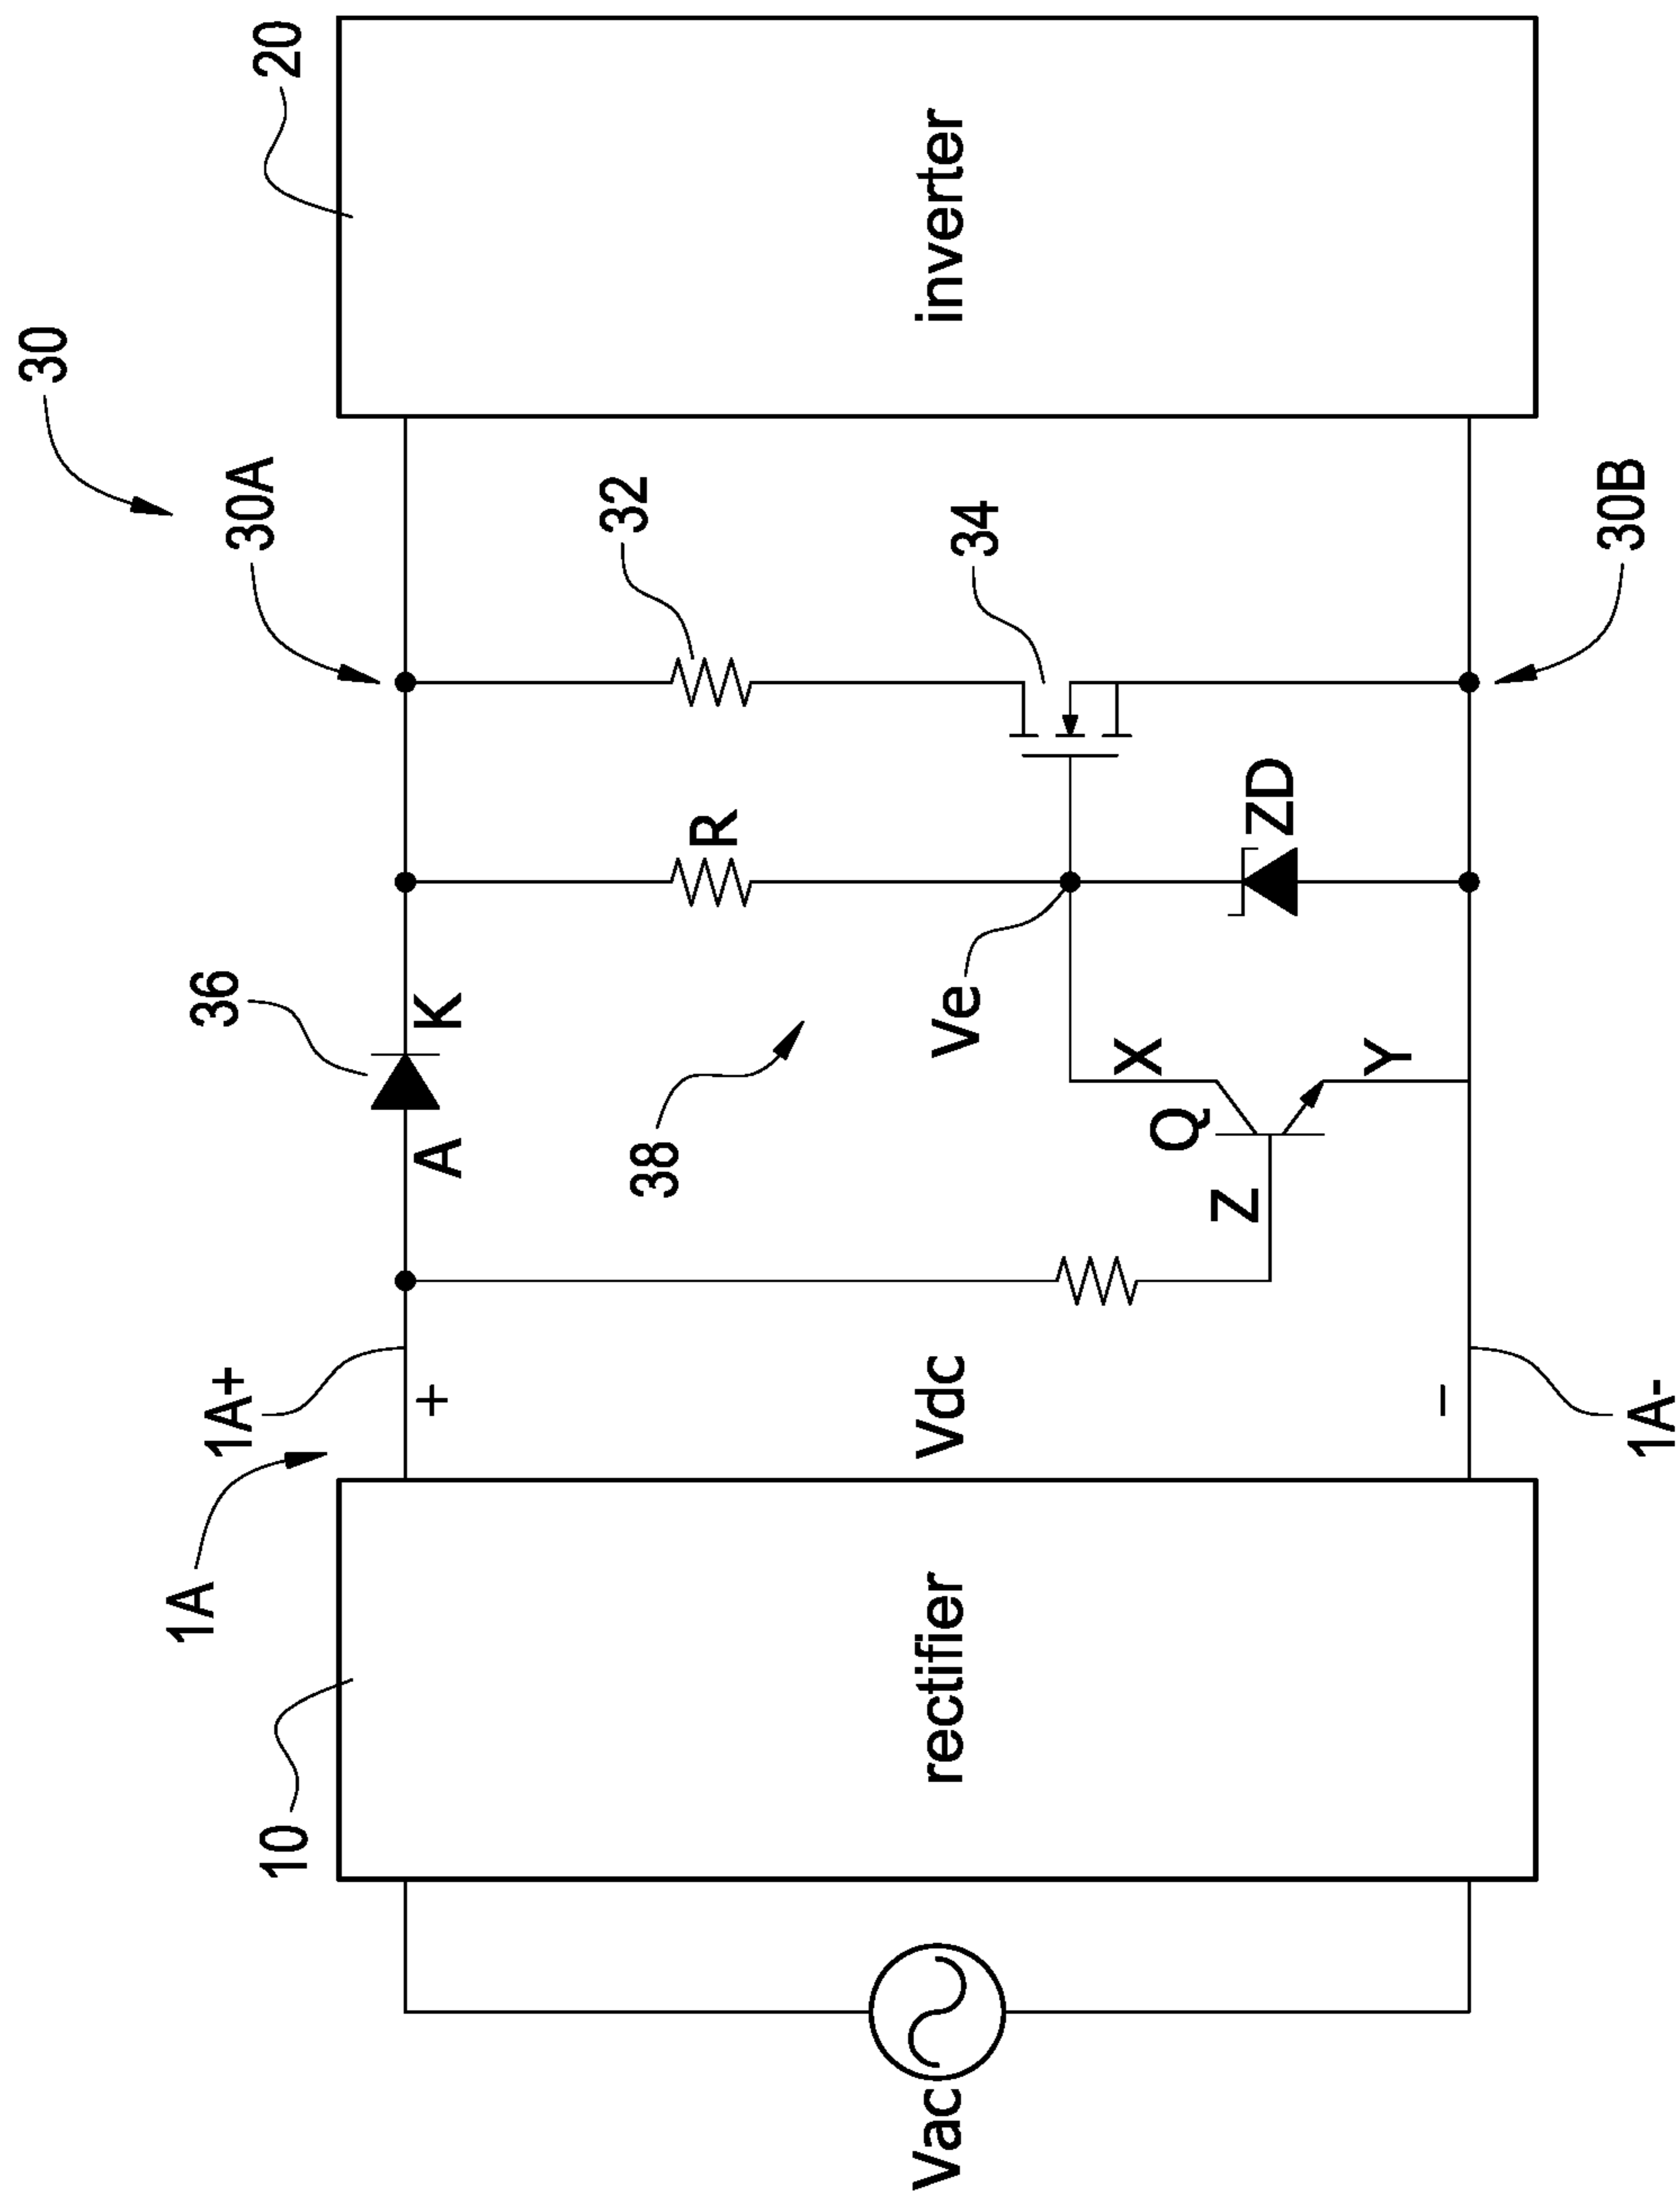 30
1A
1A+
36
30A
10
20
+
A
K
32
R
38
Vac
rectifier
Vdc
Ve
34
inverter
X
Q
Z
ZD
Y
−
1A-
30B